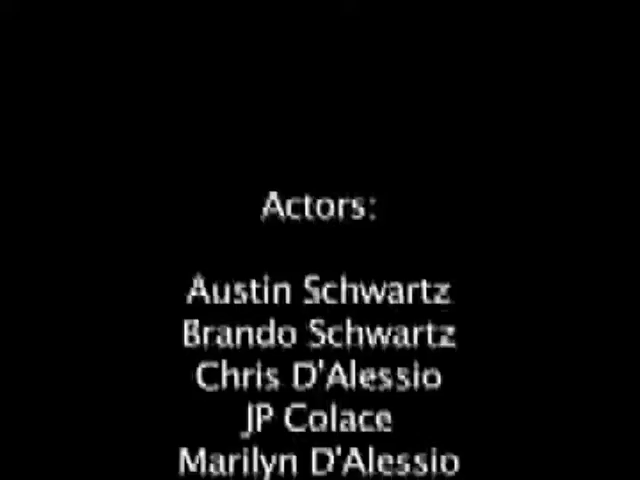 Actors:
Austin Schwartz
Brando Schwartz
Chris D'Alessio
JP Colace
Marilyn D'Alessio